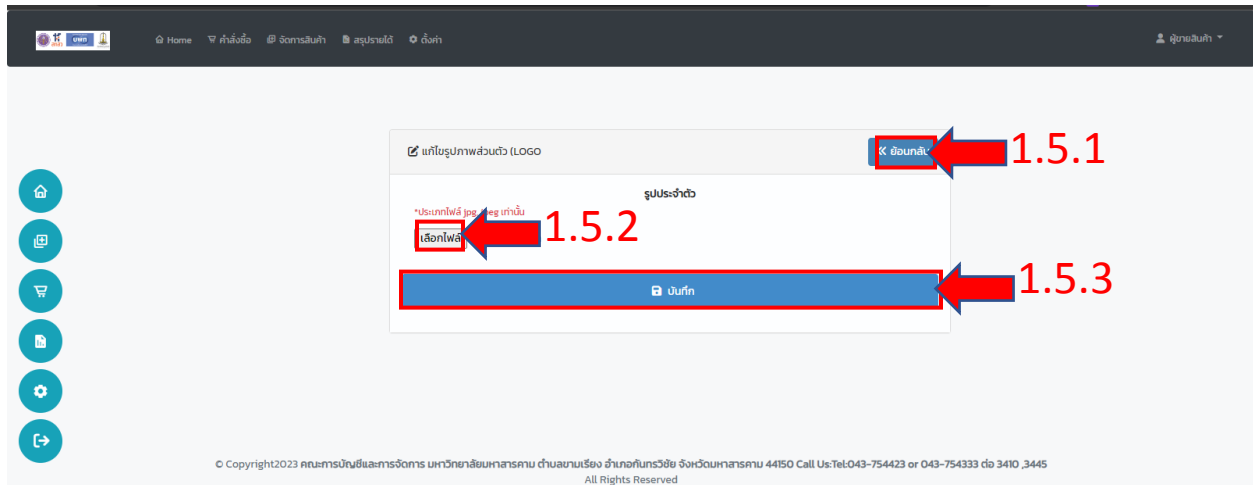 Home คำสั่งซื้อ จัดการสินค้า สรุปรายได้ ตั้งค่า ผู้ขายสินค้า
แก้ไขรูปภาพส่วนตัว (LOGO
ย้อนกลับ
1.5.1
รูปประจำตัว
*ประเภทไฟล์ jpg, jpeg เท่านั้น
เลือกไฟล์
1.5.2
บันทึก
1.5.3
© Copyright2023 คณะการบัญชีและการจัดการ มหาวิทยาลัยมหาสารคาม ตำบลขามเรียง อำเภอกันทรวิชัย จังหวัดมหาสารคาม 44150 Call Us:Tel:043-754423 or 043-754333 ต่อ 3410 ,3445
All Rights Reserved